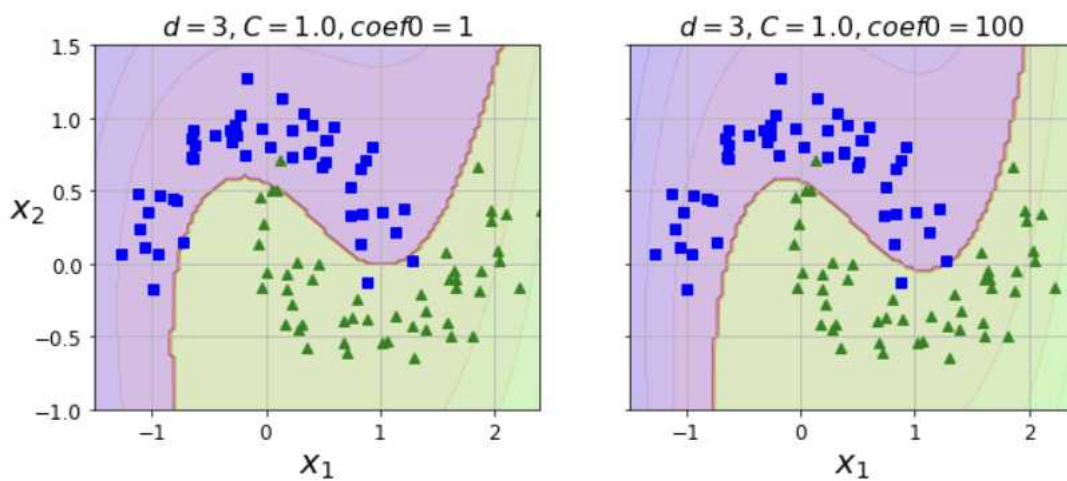 d = 3, C = 1.0, coef0 = 1
d = 3, C = 1.0, coef0 = 100
1.5
1.0
0.5
0.0
−0.5
−1.0
x₂
−1 0 1 2
−1 0 1 2
x₁
x₁